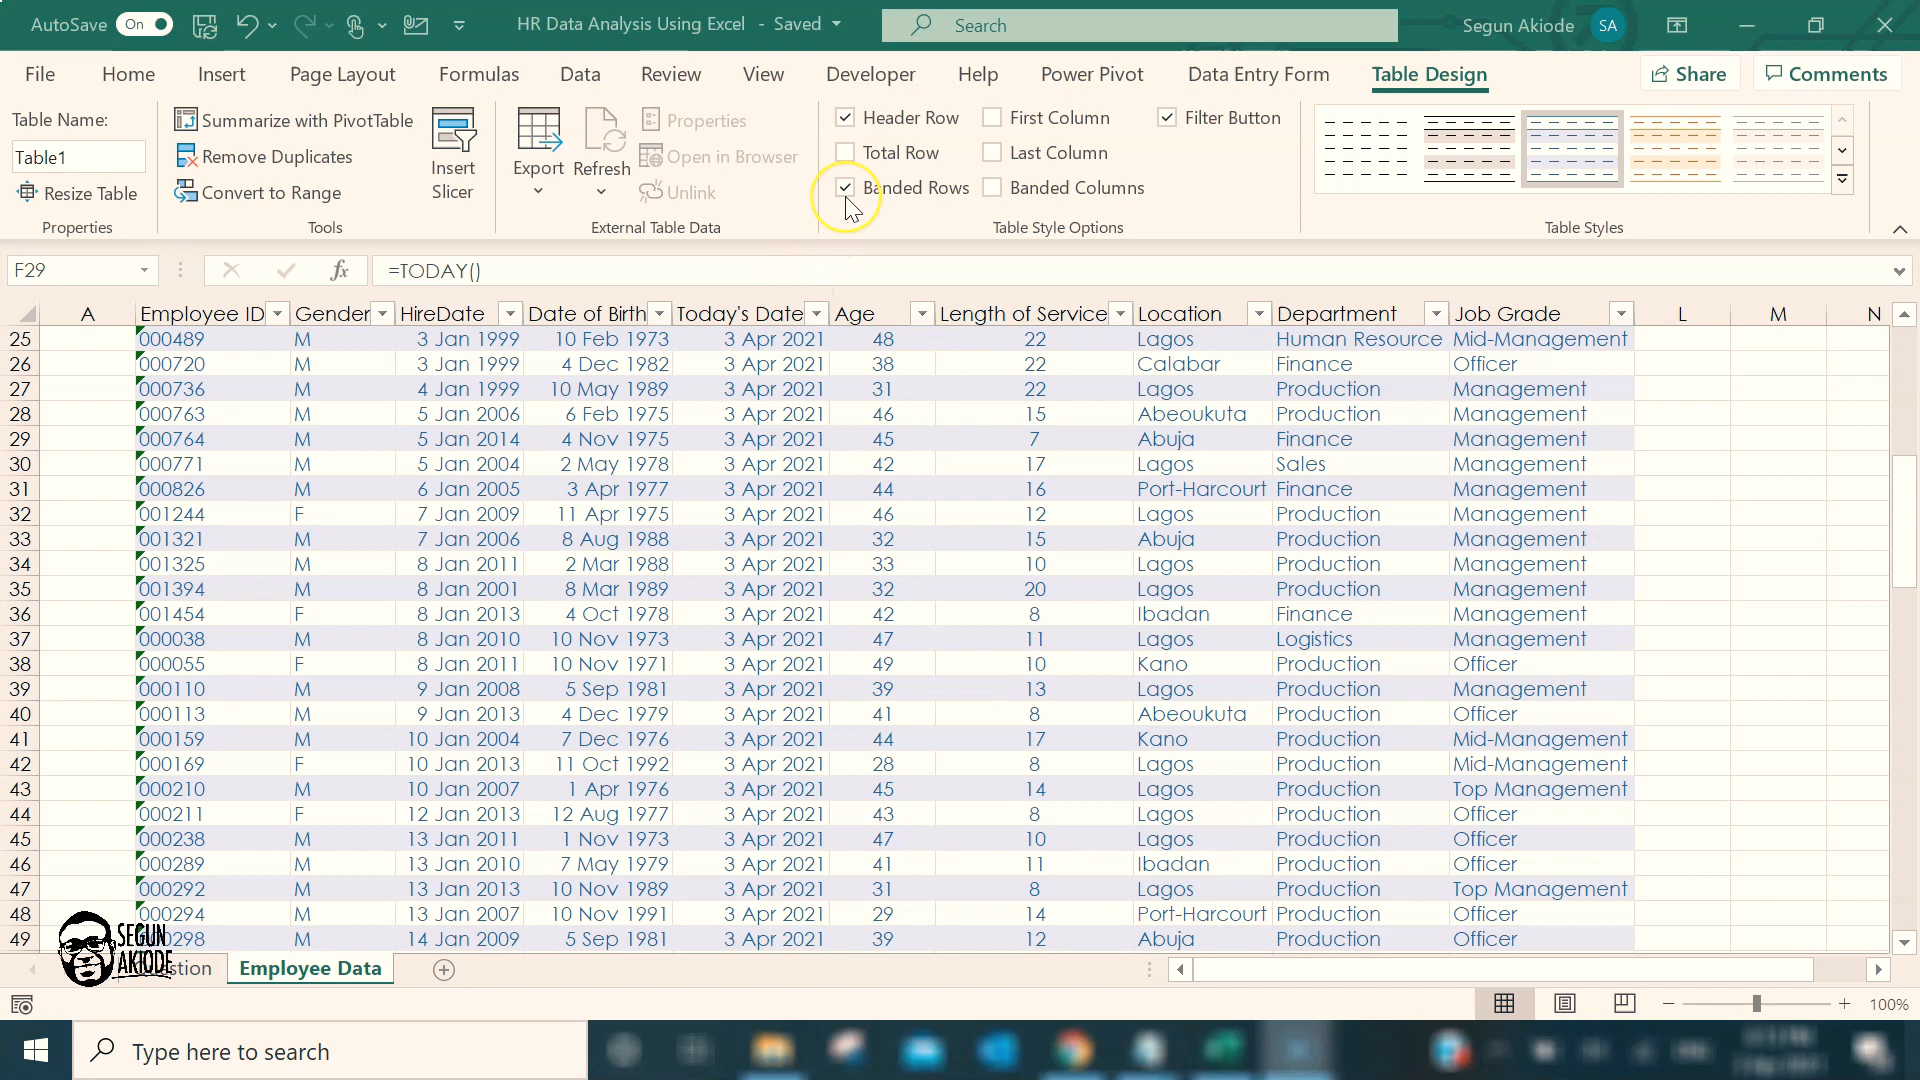 AutoSave On HR Data Analysis Using Excel - Saved Search Segun Akiode SA
File Home Insert Page Layout Formulas Data Review View Developer Help Power Pivot Data Entry Form Table Design Share Comments
Table Name:
Table1
Resize Table
Properties
Summarize with PivotTable
Remove Duplicates
Convert to Range
Tools
Insert
Slicer
Export
Refresh
Properties
Open in Browser
Unlink
External Table Data
Header Row First Column Filter Button
Total Row Last Column
Banded Rows Banded Columns
Table Style Options
Table Styles
F29 fx =TODAY()
A Employee ID Gender HireDate Date of Birth Today's Date Age Length of Service Location Department Job Grade L M N
25 000489 M 3 Jan 1999 10 Feb 1973 3 Apr 2021 48 22 Lagos Human Resource Mid-Management
26 000720 M 3 Jan 1999 4 Dec 1982 3 Apr 2021 38 22 Calabar Finance Officer
27 000736 M 4 Jan 1999 10 May 1989 3 Apr 2021 31 22 Lagos Production Management
28 000763 M 5 Jan 2006 6 Feb 1975 3 Apr 2021 46 15 Abeoukuta Production Management
29 000764 M 5 Jan 2014 4 Nov 1975 3 Apr 2021 45 7 Abuja Finance Management
30 000771 M 5 Jan 2004 2 May 1978 3 Apr 2021 42 17 Lagos Sales Management
31 000826 M 6 Jan 2005 3 Apr 1977 3 Apr 2021 44 16 Port-Harcourt Finance Management
32 001244 F 7 Jan 2009 11 Apr 1975 3 Apr 2021 46 12 Lagos Production Management
33 001321 M 7 Jan 2006 8 Aug 1988 3 Apr 2021 32 15 Abuja Production Management
34 001325 M 8 Jan 2011 2 Mar 1988 3 Apr 2021 33 10 Lagos Production Management
35 001394 M 8 Jan 2001 8 Mar 1989 3 Apr 2021 32 20 Lagos Production Management
36 001454 F 8 Jan 2013 4 Oct 1978 3 Apr 2021 42 8 Ibadan Finance Management
37 000038 M 8 Jan 2010 10 Nov 1973 3 Apr 2021 47 11 Lagos Logistics Management
38 000055 F 8 Jan 2011 10 Nov 1971 3 Apr 2021 49 10 Kano Production Officer
39 000110 M 9 Jan 2008 5 Sep 1981 3 Apr 2021 39 13 Lagos Production Management
40 000113 M 9 Jan 2013 4 Dec 1979 3 Apr 2021 41 8 Abeoukuta Production Officer
41 000159 M 10 Jan 2004 7 Dec 1976 3 Apr 2021 44 17 Kano Production Mid-Management
42 000169 F 10 Jan 2013 11 Oct 1992 3 Apr 2021 28 8 Lagos Production Mid-Management
43 000210 M 10 Jan 2007 1 Apr 1976 3 Apr 2021 45 14 Lagos Production Top Management
44 000211 F 12 Jan 2013 12 Aug 1977 3 Apr 2021 43 8 Lagos Production Officer
45 000238 M 13 Jan 2011 1 Nov 1973 3 Apr 2021 47 10 Lagos Production Officer
46 000289 M 13 Jan 2010 7 May 1979 3 Apr 2021 41 11 Ibadan Production Officer
47 000292 M 13 Jan 2013 10 Nov 1989 3 Apr 2021 31 8 Lagos Production Top Management
48 000294 M 13 Jan 2007 10 Nov 1991 3 Apr 2021 29 14 Port-Harcourt Production Officer
49 000298 M 14 Jan 2009 5 Sep 1981 3 Apr 2021 39 12 Abuja Production Officer
SEGUN
AKIODE
Employee Data
100%
Type here to search